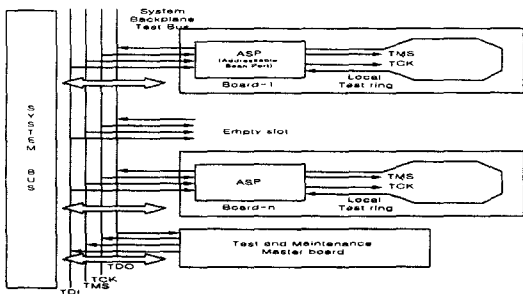 System
Backplane
Test Bus
ASP
(Addressable
Scan Port)
TMS
TCK
Board-1
Local
Test ring
SYSTEM BUS
Empty slot
ASP
TMS
TCK
Board-n
Local
Test ring
Test and Maintenance
Master board
TDO
TCK
TMS
TDI